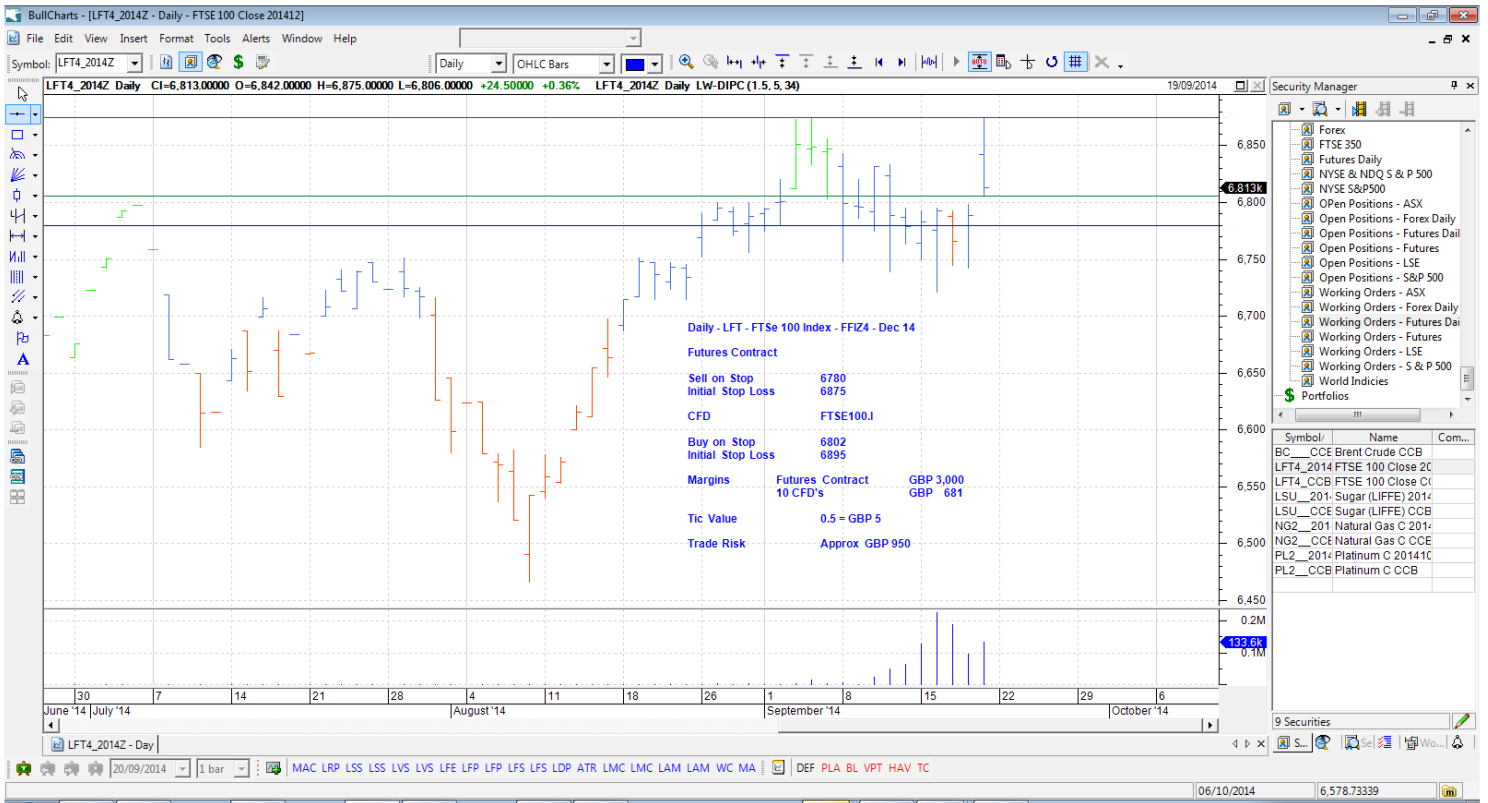 BullCharts - [LFT4_2014Z - Daily - FTSE 100 Close 201412]
File Edit View Insert Format Tools Alerts Window Help
Symbol: LFT4_2014Z Daily OHLC Bars
LFT4_2014Z Daily Cl=6,813.00000 O=6,842.00000 H=6,875.00000 L=6,806.00000 +24.50000 +0.36% LFT4_2014Z Daily LW-DIPC (1.5, 5, 34) 19/09/2014
6,850
6.813k
6,800
6,750
6,700
6,650
6,600
6,550
6,500
6,450
0.2M
133.6k
0.1M
Daily - LFT - FTSe 100 Index - FFIZ4 - Dec 14
Futures Contract
Sell on Stop 6780
Initial Stop Loss 6875
CFD FTSE100.I
Buy on Stop 6802
Initial Stop Loss 6895
Margins Futures Contract GBP 3,000
10 CFD's GBP 681
Tic Value 0.5 = GBP 5
Trade Risk Approx GBP 950
30 7 14 21 28 4 11 18 26 1 8 15 22 29 6
June '14 July '14 August '14 September '14 October '14
LFT4_2014Z - Day
20/09/2014 1 bar MAC LRP LSS LSS LVS LVS LFE LFP LFP LFS LFS LDP ATR LMC LMC LAM LAM WC MA DEF PLA BL VPT HAV TC
06/10/2014 6,578.73339
Security Manager
Forex
FTSE 350
Futures Daily
NYSE & NDQ S & P 500
NYSE S&P500
Open Positions - ASX
Open Positions - Forex Daily
Open Positions - Futures Dail
Open Positions - Futures
Open Positions - LSE
Open Positions - S&P 500
Working Orders - ASX
Working Orders - Forex Daily
Working Orders - Futures Dai
Working Orders - Futures
Working Orders - LSE
Working Orders - S & P 500
World Indicies
Portfolios
Symbol Name Com...
BC___CCE Brent Crude CCB
LFT4_2014 FTSE 100 Close 20
LFT4_CCB FTSE 100 Close C
LSU__201 Sugar (LIFFE) 2014
LSU__CCE Sugar (LIFFE) CCB
NG2__201 Natural Gas C 2014
NG2__CCE Natural Gas C CCE
PL2__2014 Platinum C 20141
PL2__CCB Platinum C CCB
9 Securities
S... Se Wo...